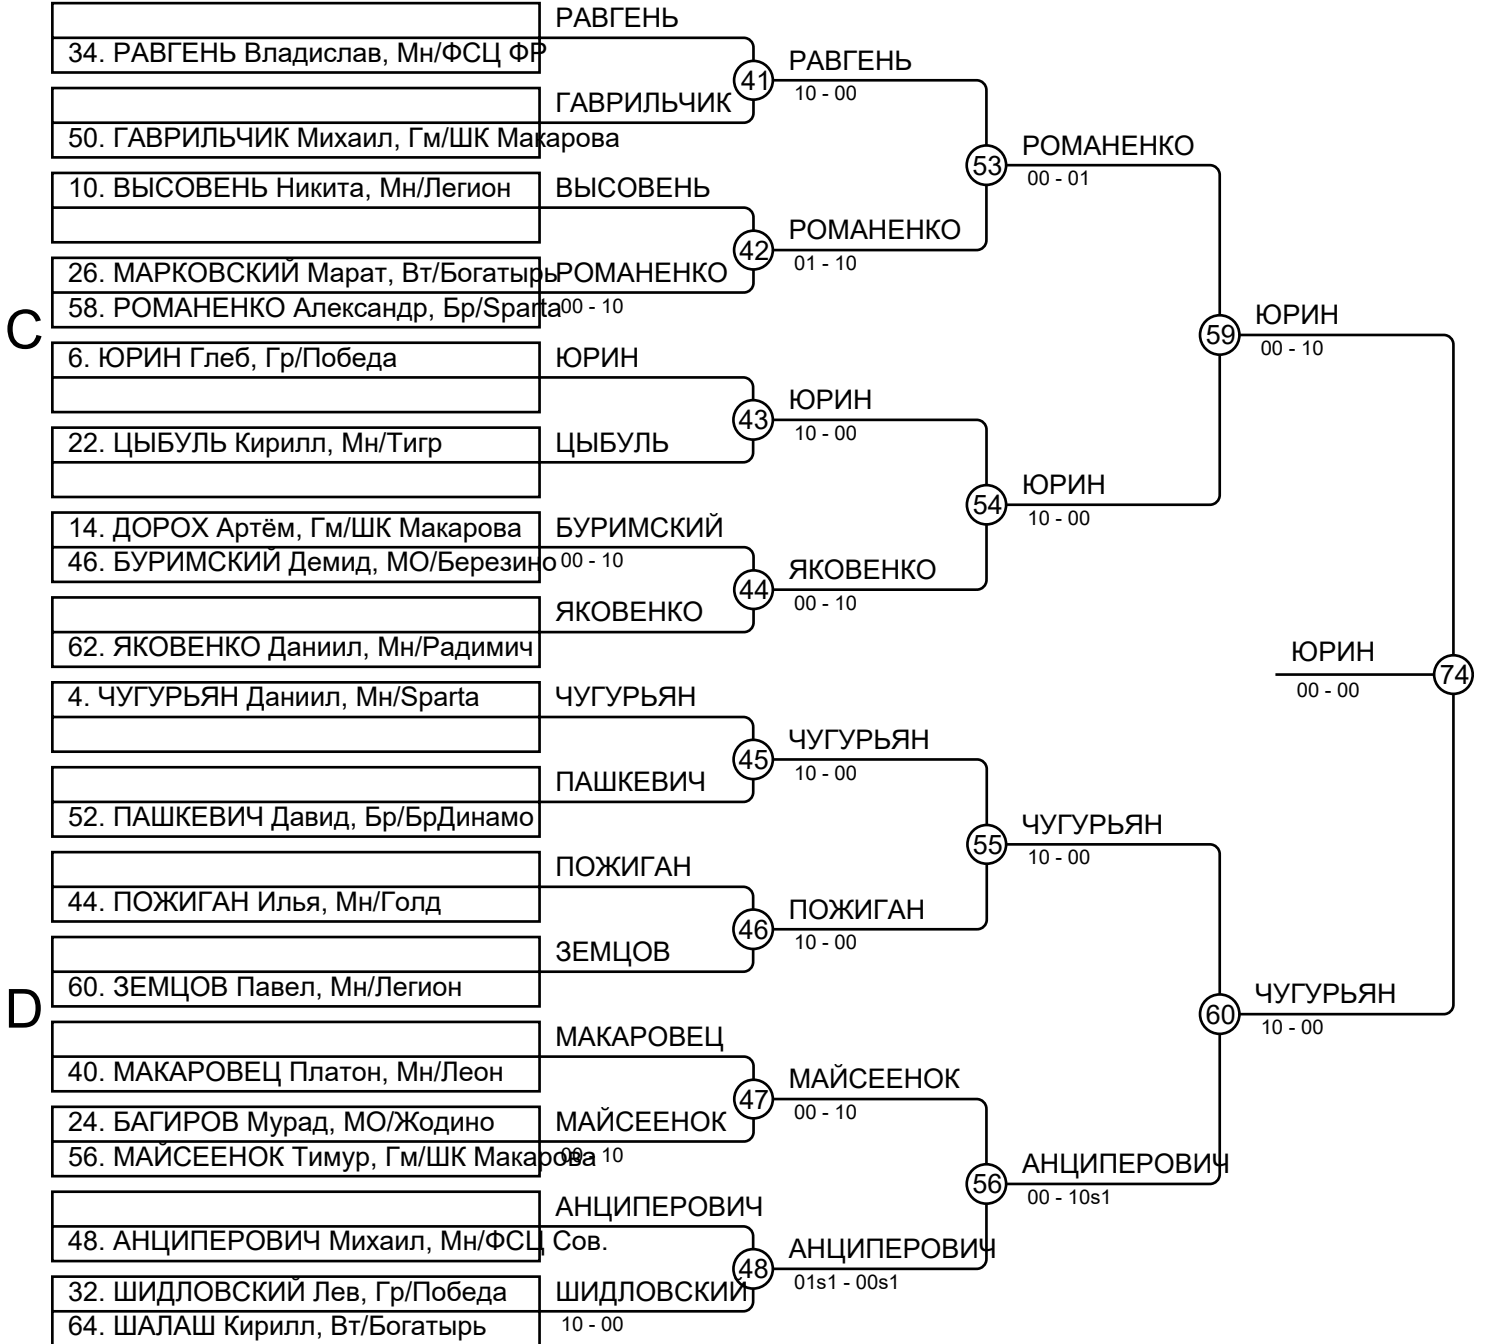 РАВГЕНЬ
34. РАВГЕНЬ Владислав, Мн/ФСЦ ФР
41
РАВГЕНЬ
10 - 00
ГАВРИЛЬЧИК
50. ГАВРИЛЬЧИК Михаил, Гм/ШК Макарова
53
РОМАНЕНКО
00 - 01
10. ВЫСОВЕНЬ Никита, Мн/Легион
ВЫСОВЕНЬ
42
РОМАНЕНКО
01 - 10
26. МАРКОВСКИЙ Марат, Вт/Богатырь
РОМАНЕНКО
58. РОМАНЕНКО Александр, Бр/Sparta
00 - 10
C
59
ЮРИН
00 - 10
6. ЮРИН Глеб, Гр/Победа
ЮРИН
43
ЮРИН
10 - 00
22. ЦЫБУЛЬ Кирилл, Мн/Тигр
ЦЫБУЛЬ
54
ЮРИН
10 - 00
14. ДОРОХ Артём, Гм/ШК Макарова
БУРИМСКИЙ
46. БУРИМСКИЙ Демид, МО/Березино
00 - 10
44
ЯКОВЕНКО
00 - 10
ЯКОВЕНКО
62. ЯКОВЕНКО Даниил, Мн/Радимич
ЮРИН
74
00 - 00
4. ЧУГУРЬЯН Даниил, Мн/Sparta
ЧУГУРЬЯН
45
ЧУГУРЬЯН
10 - 00
ПАШКЕВИЧ
52. ПАШКЕВИЧ Давид, Бр/БрДинамо
55
ЧУГУРЬЯН
10 - 00
ПОЖИГАН
44. ПОЖИГАН Илья, Мн/Голд
46
ПОЖИГАН
10 - 00
ЗЕМЦОВ
60. ЗЕМЦОВ Павел, Мн/Легион
D
60
ЧУГУРЬЯН
10 - 00
МАКАРОВЕЦ
40. МАКАРОВЕЦ Платон, Мн/Леон
47
МАЙСЕЕНОК
00 - 10
24. БАГИРОВ Мурад, МО/Жодино
МАЙСЕЕНОК
56. МАЙСЕЕНОК Тимур, Гм/ШК Макарова
00 - 10
56
АНЦИПЕРОВИЧ
00 - 10s1
АНЦИПЕРОВИЧ
48. АНЦИПЕРОВИЧ Михаил, Мн/ФСЦ Сов.
48
АНЦИПЕРОВИЧ
01s1 - 00s1
32. ШИДЛОВСКИЙ Лев, Гр/Победа
ШИДЛОВСКИЙ
64. ШАЛАШ Кирилл, Вт/Богатырь
10 - 00